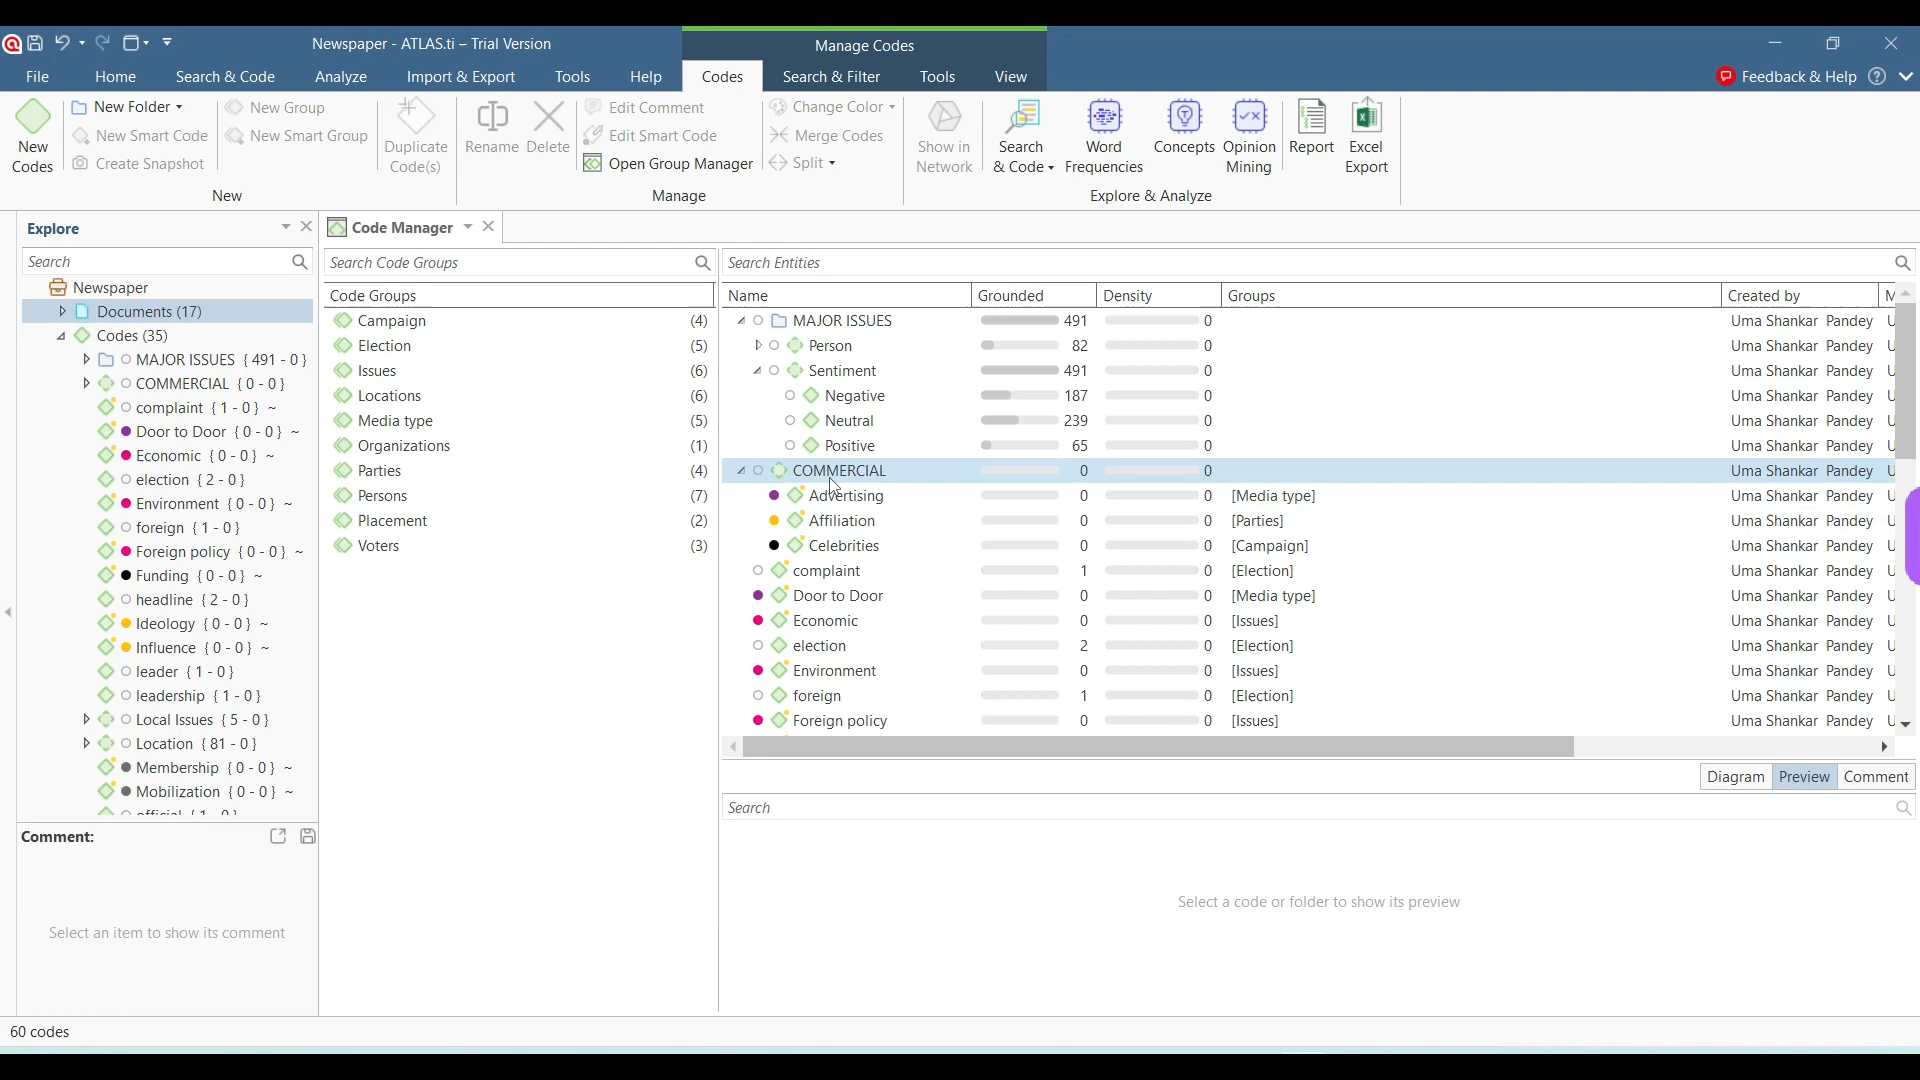 Newspaper - ATLAS.ti – Trial Version
Manage Codes
File Home Search & Code Analyze Import & Export Tools Help Codes Search & Filter Tools View Feedback & Help
New Codes
New Folder
New Smart Code
Create Snapshot
New Group
New Smart Group
Duplicate Code(s)
Rename
Delete
Edit Comment
Edit Smart Code
Open Group Manager
Change Color
Merge Codes
Split
Show in Network
Search & Code
Word Frequencies
Concepts
Opinion Mining
Report
Excel Export
New Manage Explore & Analyze
Explore
Search
Newspaper
Documents (17)
Codes (35)
MAJOR ISSUES { 491 - 0 }
COMMERCIAL { 0 - 0 }
complaint { 1 - 0 } ~
Door to Door { 0 - 0 } ~
Economic { 0 - 0 } ~
election { 2 - 0 }
Environment { 0 - 0 } ~
foreign { 1 - 0 }
Foreign policy { 0 - 0 } ~
Funding { 0 - 0 } ~
headline { 2 - 0 }
Ideology { 0 - 0 } ~
Influence { 0 - 0 } ~
leader { 1 - 0 }
leadership { 1 - 0 }
Local Issues { 5 - 0 }
Location { 81 - 0 }
Membership { 0 - 0 } ~
Mobilization { 0 - 0 } ~
Comment:
Select an item to show its comment
Code Manager
Search Code Groups
Code Groups
Campaign (4)
Election (5)
Issues (6)
Locations (6)
Media type (5)
Organizations (1)
Parties (4)
Persons (7)
Placement (2)
Voters (3)
Search Entities
Name Grounded Density Groups Created by M
MAJOR ISSUES 491 0 Uma Shankar Pandey U
Person 82 0 Uma Shankar Pandey U
Sentiment 491 0 Uma Shankar Pandey U
Negative 187 0 Uma Shankar Pandey U
Neutral 239 0 Uma Shankar Pandey U
Positive 65 0 Uma Shankar Pandey U
COMMERCIAL 0 0 Uma Shankar Pandey U
Advertising 0 0 [Media type] Uma Shankar Pandey U
Affiliation 0 0 [Parties] Uma Shankar Pandey U
Celebrities 0 0 [Campaign] Uma Shankar Pandey U
complaint 1 0 [Election] Uma Shankar Pandey U
Door to Door 0 0 [Media type] Uma Shankar Pandey U
Economic 0 0 [Issues] Uma Shankar Pandey U
election 2 0 [Election] Uma Shankar Pandey U
Environment 0 0 [Issues] Uma Shankar Pandey U
foreign 1 0 [Election] Uma Shankar Pandey U
Foreign policy 0 0 [Issues] Uma Shankar Pandey U
Diagram Preview Comment
Search
Select a code or folder to show its preview
60 codes